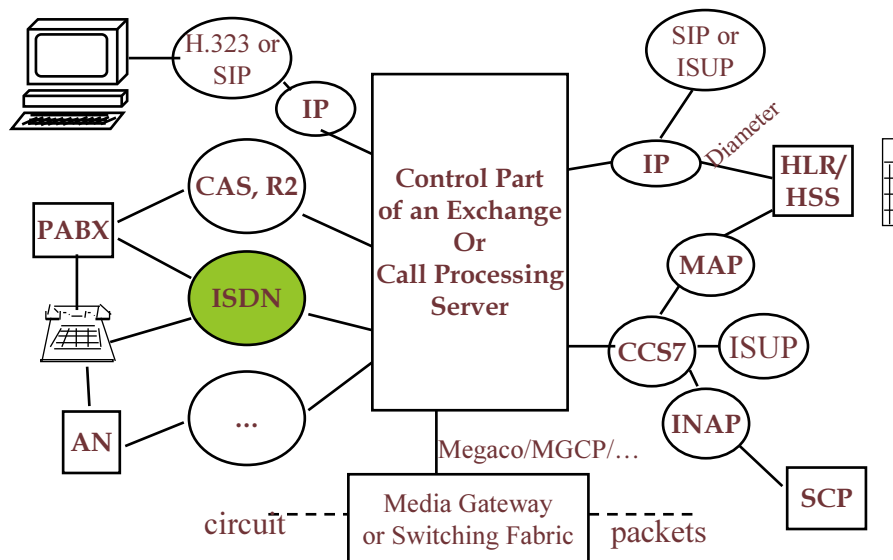 H.323 or
SIP
IP
CAS, R2
PABX
ISDN
AN
...
Control Part
of an Exchange
Or
Call Processing
Server
SIP or
ISUP
IP
Diameter
HLR/
HSS
MAP
CCS7
ISUP
INAP
SCP
Megaco/MGCP/…
Media Gateway
or Switching Fabric
circuit
packets